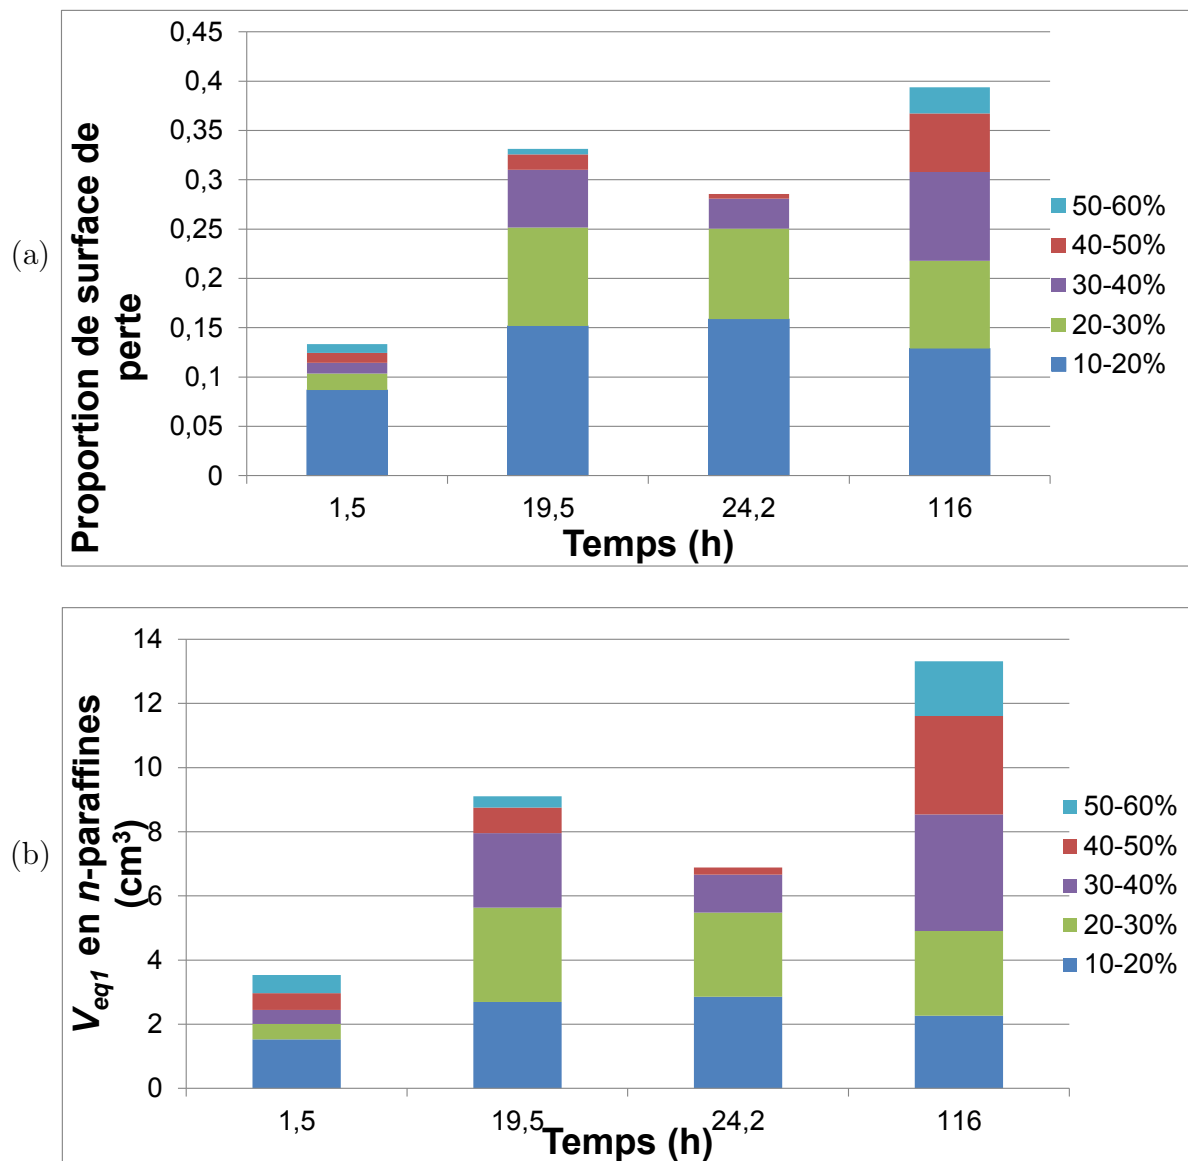 (a)
Proportion de surface de
perte
0,45
0,4
0,35
0,3
0,25
0,2
0,15
0,1
0,05
0
1,5 19,5 24,2 116
Temps (h)
50-60%
40-50%
30-40%
20-30%
10-20%
(b)
V_eq1 en n-paraffines
(cm³)
14
12
10
8
6
4
2
0
1,5 19,5 24,2 116
Temps (h)
50-60%
40-50%
30-40%
20-30%
10-20%